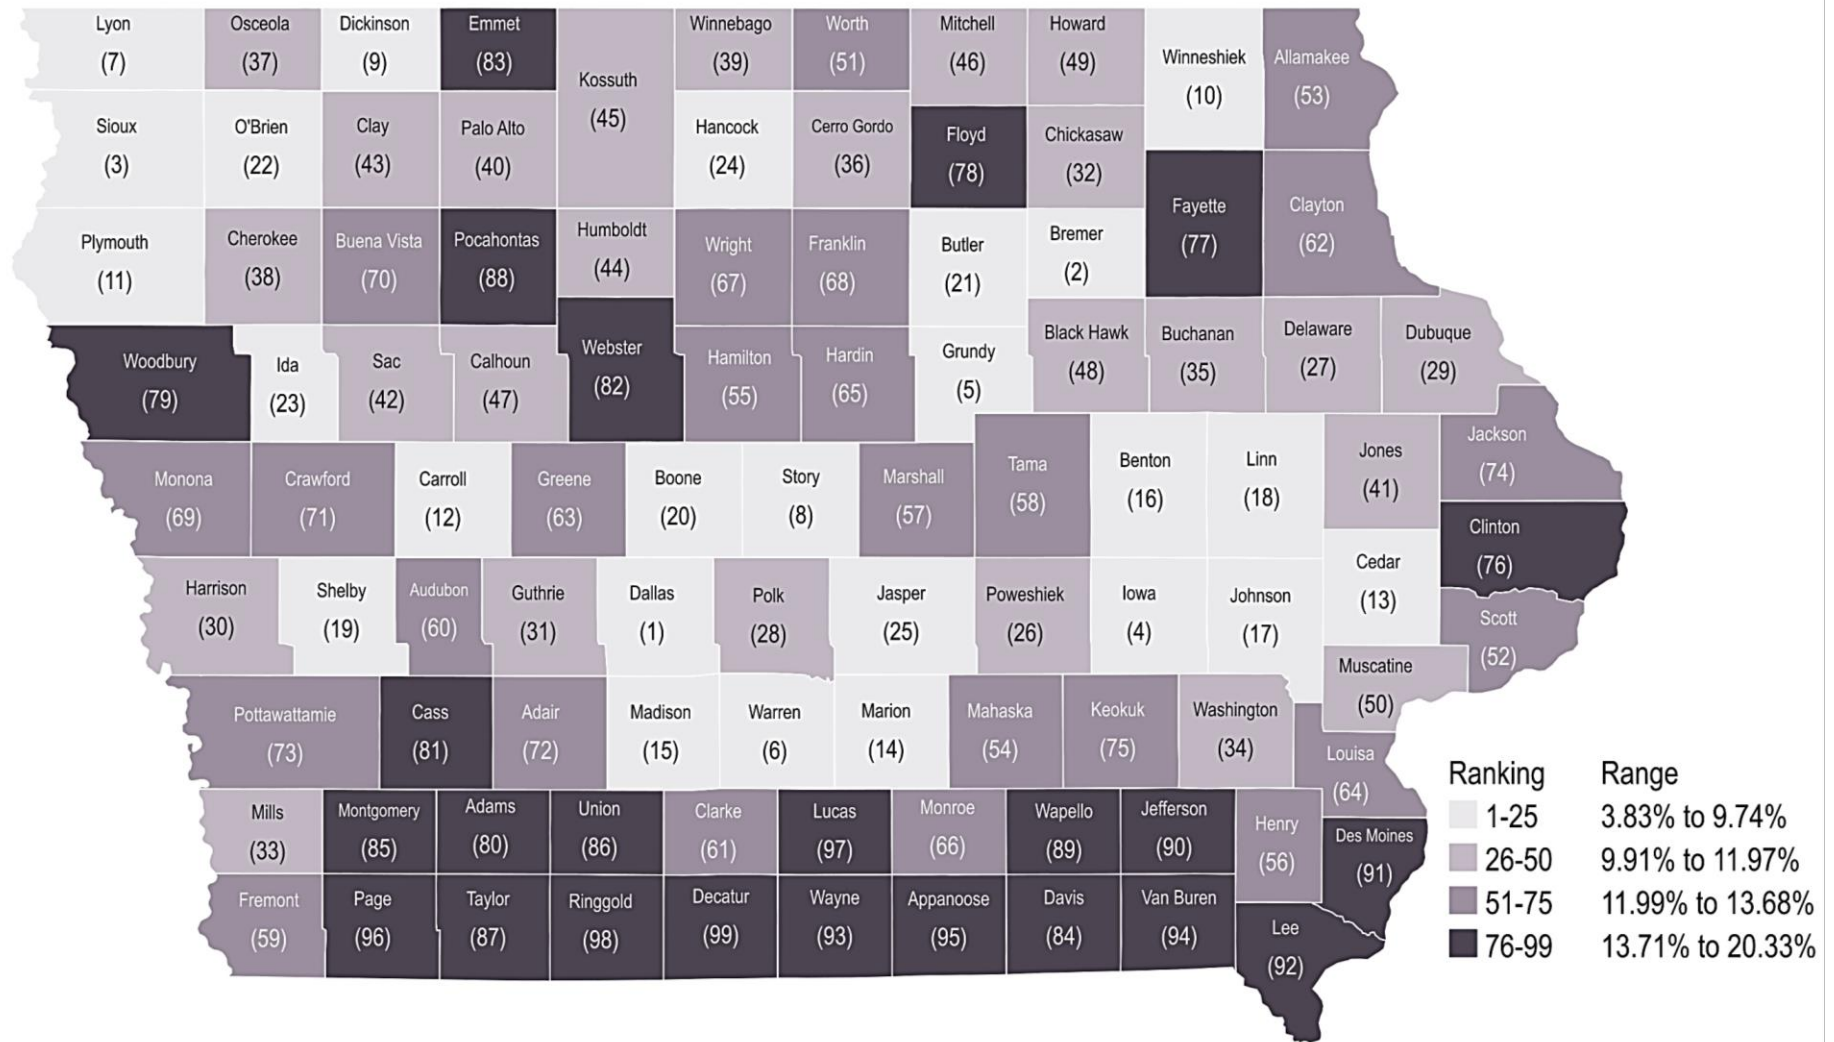 Lyon
(7)
Osceola
(37)
Dickinson
(9)
Emmet
(83)
Kossuth
(45)
Winnebago
(39)
Worth
(51)
Mitchell
(46)
Howard
(49)
Winneshiek
(10)
Allamakee
(53)
Sioux
(3)
O'Brien
(22)
Clay
(43)
Palo Alto
(40)
Hancock
(24)
Cerro Gordo
(36)
Floyd
(78)
Chickasaw
(32)
Fayette
(77)
Clayton
(62)
Plymouth
(11)
Cherokee
(38)
Buena Vista
(70)
Pocahontas
(88)
Humboldt
(44)
Wright
(67)
Franklin
(68)
Butler
(21)
Bremer
(2)
Woodbury
(79)
Ida
(23)
Sac
(42)
Calhoun
(47)
Webster
(82)
Hamilton
(55)
Hardin
(65)
Grundy
(5)
Black Hawk
(48)
Buchanan
(35)
Delaware
(27)
Dubuque
(29)
Monona
(69)
Crawford
(71)
Carroll
(12)
Greene
(63)
Boone
(20)
Story
(8)
Marshall
(57)
Tama
(58)
Benton
(16)
Linn
(18)
Jones
(41)
Jackson
(74)
Clinton
(76)
Harrison
(30)
Shelby
(19)
Audubon
(60)
Guthrie
(31)
Dallas
(1)
Polk
(28)
Jasper
(25)
Poweshiek
(26)
Iowa
(4)
Johnson
(17)
Cedar
(13)
Scott
(52)
Muscatine
(50)
Pottawattamie
(73)
Cass
(81)
Adair
(72)
Madison
(15)
Warren
(6)
Marion
(14)
Mahaska
(54)
Keokuk
(75)
Washington
(34)
Louisa
(64)
Mills
(33)
Montgomery
(85)
Adams
(80)
Union
(86)
Clarke
(61)
Lucas
(97)
Monroe
(66)
Wapello
(89)
Jefferson
(90)
Henry
(56)
Des Moines
(91)
Fremont
(59)
Page
(96)
Taylor
(87)
Ringgold
(98)
Decatur
(99)
Wayne
(93)
Appanoose
(95)
Davis
(84)
Van Buren
(94)
Lee
(92)
Ranking Range
1-25 3.83% to 9.74%
26-50 9.91% to 11.97%
51-75 11.99% to 13.68%
76-99 13.71% to 20.33%